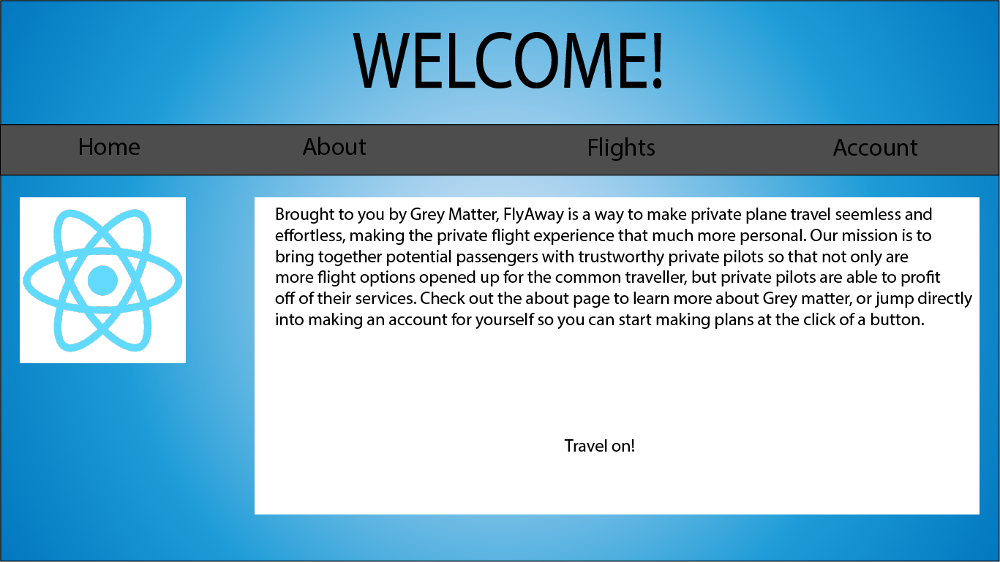 WELCOME!
Home About Flights Account
Brought to you by Grey Matter, FlyAway is a way to make private plane travel seemless and
effortless, making the private flight experience that much more personal. Our mission is to
bring together potential passengers with trustworthy private pilots so that not only are
more flight options opened up for the common traveller, but private pilots are able to profit
off of their services. Check out the about page to learn more about Grey matter, or jump directly
into making an account for yourself so you can start making plans at the click of a button.
Travel on!